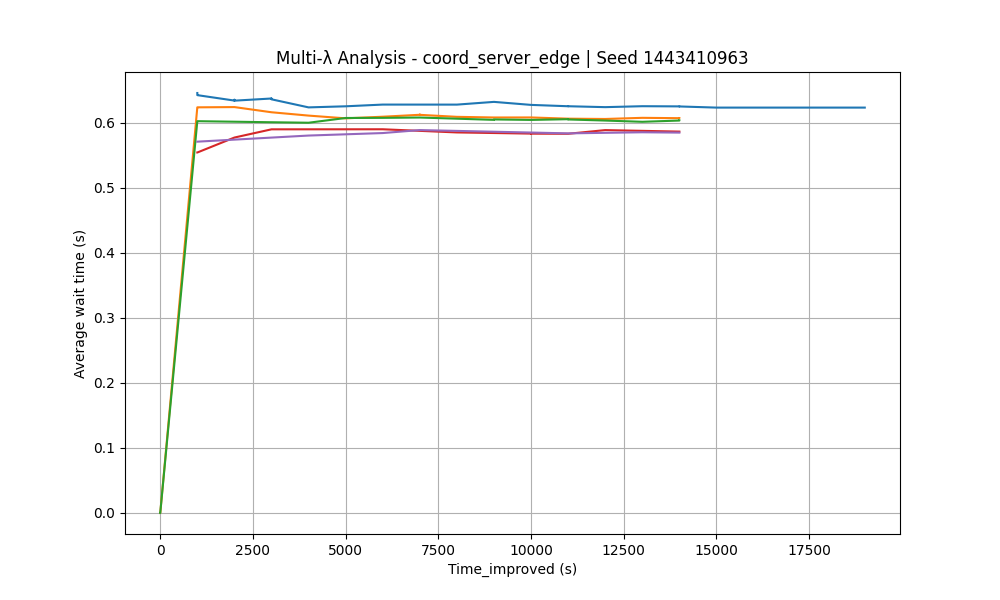 Multi-λ Analysis - coord_server_edge | Seed 1443410963
Average wait time (s)
0.6
0.5
0.4
0.3
0.2
0.1
0.0
0 2500 5000 7500 10000 12500 15000 17500
Time_improved (s)